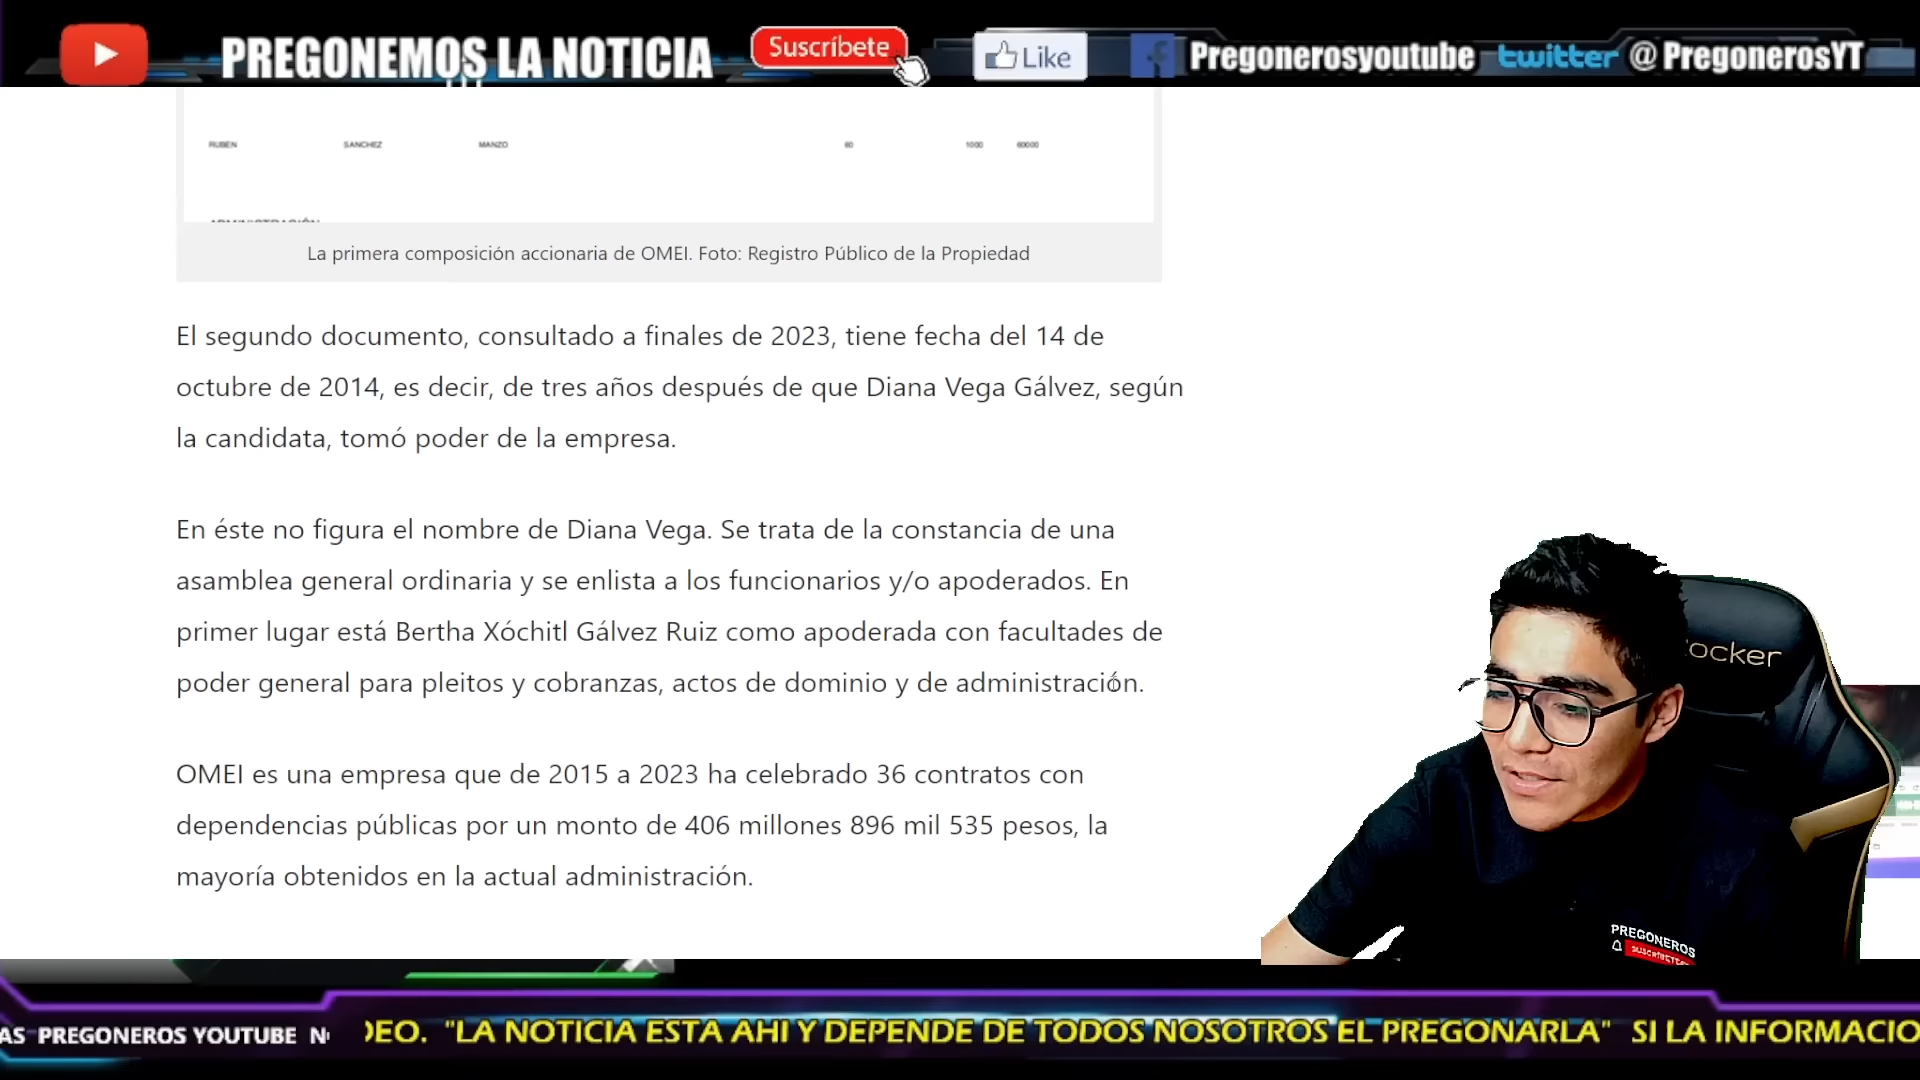 PREGONEMOS LA NOTICIA
Suscríbete
Like
Pregonerosyoutube
twitter @PregonerosYT
RUBEN SANCHEZ MANZO 60 1000 60000
ADMINISTRACIÓN
La primera composición accionaria de OMEI. Foto: Registro Público de la Propiedad
El segundo documento, consultado a finales de 2023, tiene fecha del 14 de
octubre de 2014, es decir, de tres años después de que Diana Vega Gálvez, según
la candidata, tomó poder de la empresa.
En éste no figura el nombre de Diana Vega. Se trata de la constancia de una
asamblea general ordinaria y se enlista a los funcionarios y/o apoderados. En
primer lugar está Bertha Xóchitl Gálvez Ruiz como apoderada con facultades de
poder general para pleitos y cobranzas, actos de dominio y de administración.
OMEI es una empresa que de 2015 a 2023 ha celebrado 36 contratos con
dependencias públicas por un monto de 406 millones 896 mil 535 pesos, la
mayoría obtenidos en la actual administración.
ocker
PREGONEROS
SUSCRÍBETE
AS PREGONEROS YOUTUBE N
DEO. "LA NOTICIA ESTA AHI Y DEPENDE DE TODOS NOSOTROS EL PREGONARLA" SI LA INFORMACIO